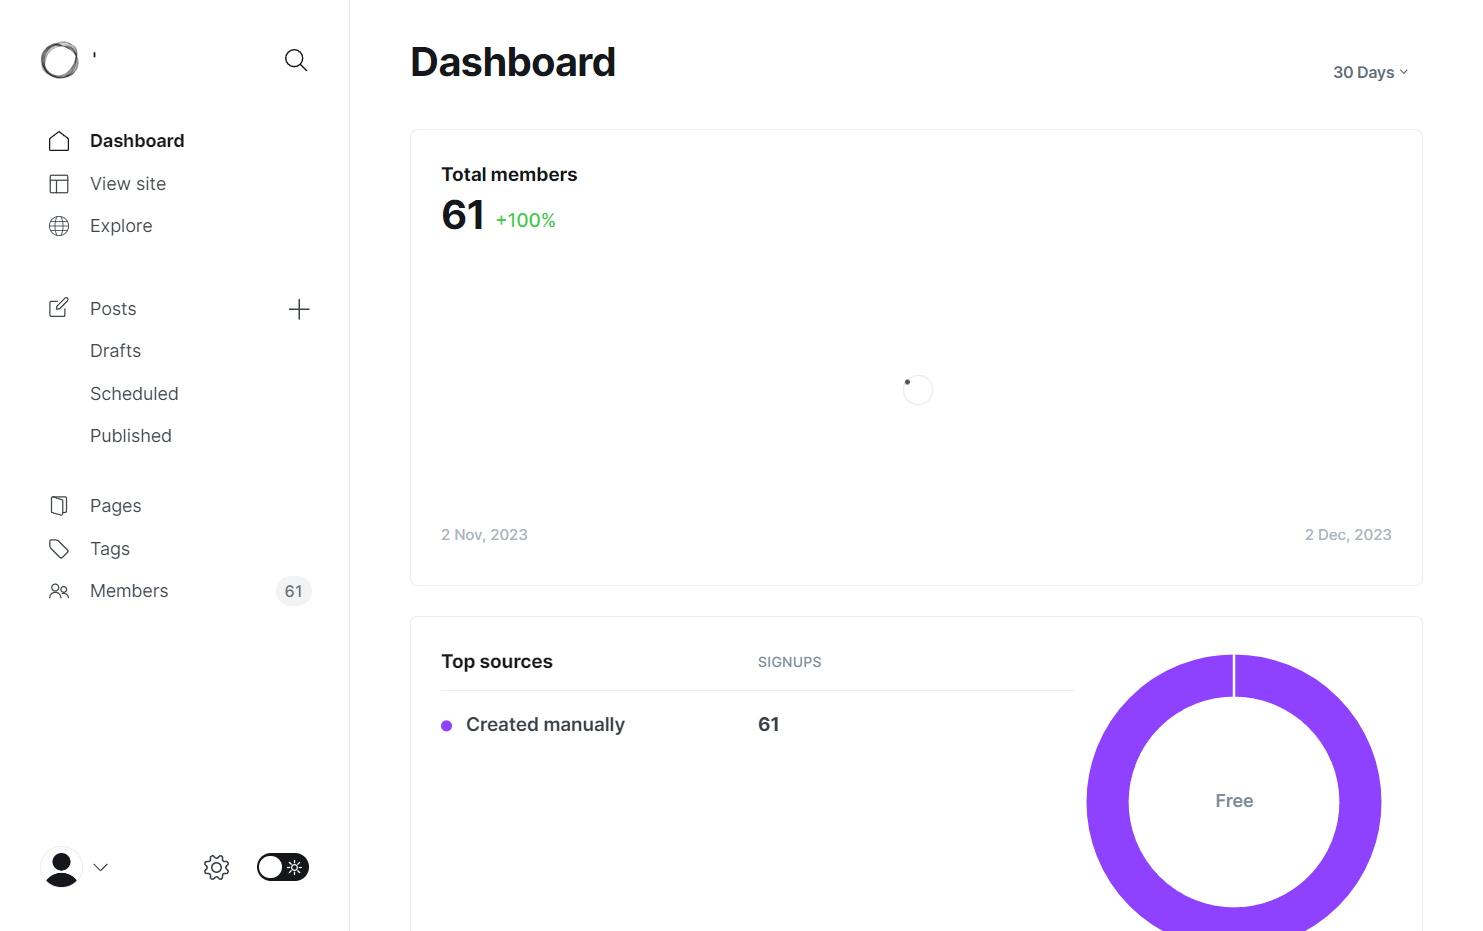 '
Dashboard
View site
Explore
Posts
Drafts
Scheduled
Published
Pages
Tags
Members 61
Dashboard
30 Days
Total members
61 +100%
2 Nov, 2023 2 Dec, 2023
Top sources SIGNUPS
Created manually 61
Free